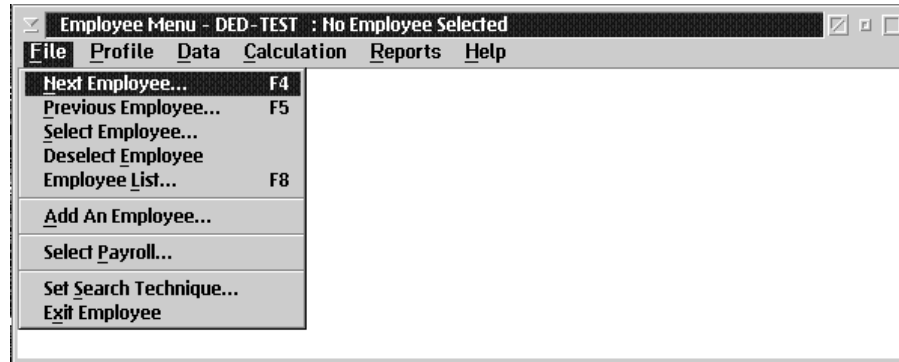 Employee Menu - DED-TEST : No Employee Selected
File Profile Data Calculation Reports Help
Next Employee... F4
Previous Employee... F5
Select Employee...
Deselect Employee
Employee List... F8
Add An Employee...
Select Payroll...
Set Search Technique...
Exit Employee